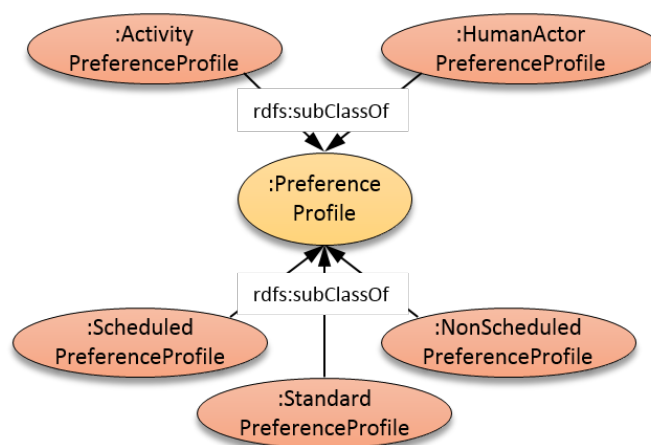 :Activity
PreferenceProfile
:HumanActor
PreferenceProfile
rdfs:subClassOf
:Preference
Profile
rdfs:subClassOf
:Scheduled
PreferenceProfile
:NonScheduled
PreferenceProfile
:Standard
PreferenceProfile